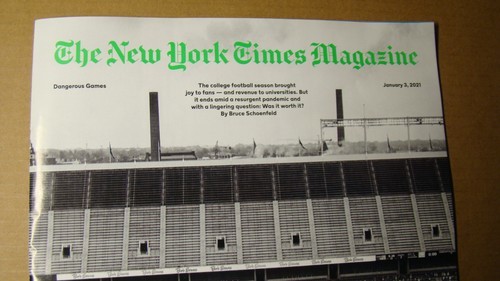 The New York Times Magazine
Dangerous Games
The college football season brought
joy to fans — and revenue to universities. But
it ends amid a resurgent pandemic and
with a lingering question: Was it worth it?
By Bruce Schoenfeld
January 3, 2021